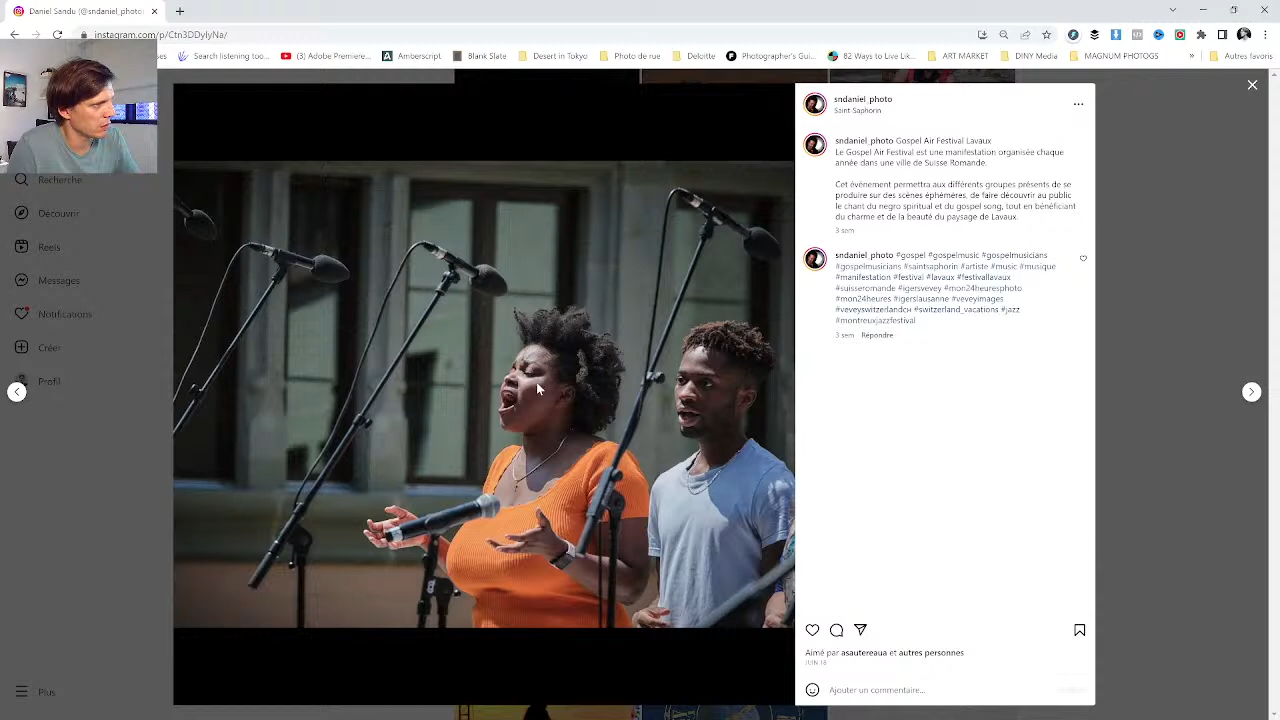 Daniel Sandu (@sndaniel_photo
instagram.com/p/Ctn3DDyIyNa/
es
Search listening too...
(3) Adobe Premiere...
Amberscript
Blank Slate
Desert in Tokyo
Photo de rue
Deloitte
Photographer's Gui...
82 Ways to Live Lik...
ART MARKET
DINY Media
MAGNUM PHOTOGS
»
Autres favoris
Recherche
Découvrir
Reels
Messages
Notifications
Créer
Profil
Plus
sndaniel_photo
Saint-Saphorin
sndaniel_photo Gospel Air Festival Lavaux
Le Gospel Air Festival est une manifestation organisée chaque
année dans une ville de Suisse Romande.
Cet événement permettra aux différents groupes présents de se
produire sur des scènes éphémères, de faire découvrir au public
le chant du negro spiritual et du gospel song, tout en bénéficiant
du charme et de la beauté du paysage de Lavaux.
3 sem
sndaniel_photo #gospel #gospelmusic #gospelmusicians
#gospelmusicians #saintsaphorin #artiste #music #musique
#manifestation #festival #lavaux #festivallavaux
#suisseromande #igersvevey #mon24heuresphoto
#mon24heures #igerslausanne #veveyimages
#veveyswitzerlandcн #switzerland_vacations #jazz
#montreuxjazzfestival
3 sem Répondre
Aimé par asautereaua et autres personnes
JUIN 18
Ajouter un commentaire...